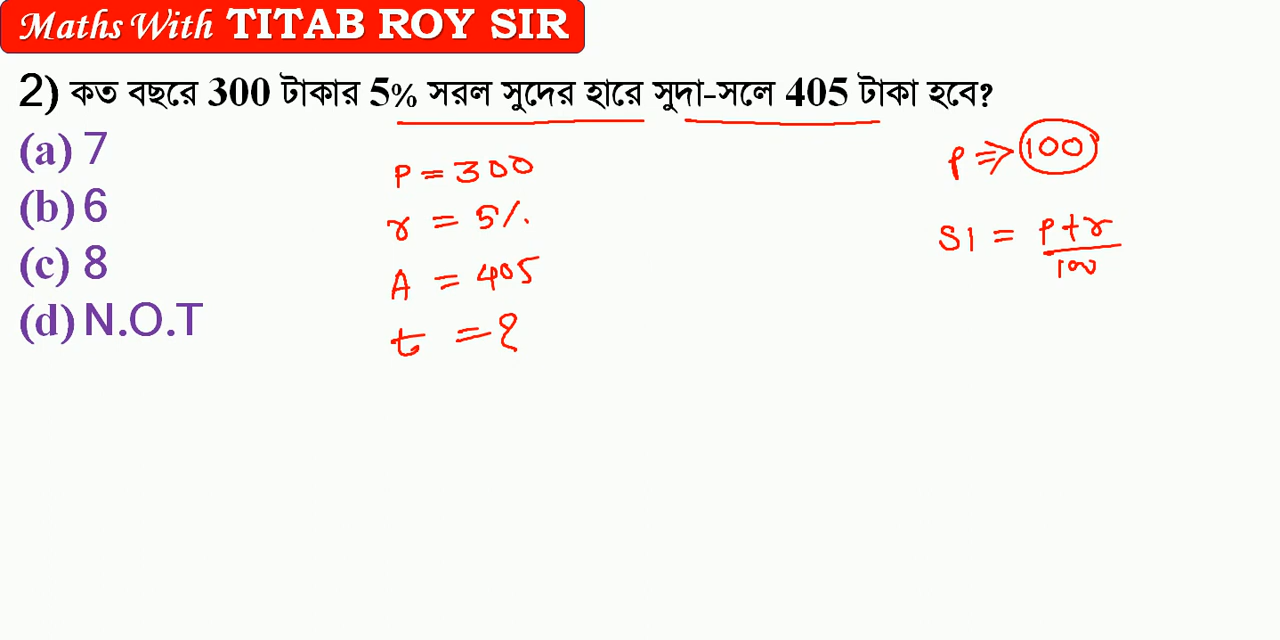 Maths With TITAB ROY SIR
2) কত বছরে 300 টাকার 5% সরল সুদের হারে সুদা-সলে 405 টাকা হবে?
(a) 7
(b) 6
(c) 8
(d) N.O.T
P = 300
r = 5%
A = 405
t = ?
P ⇒ 100
SI = ptr
100